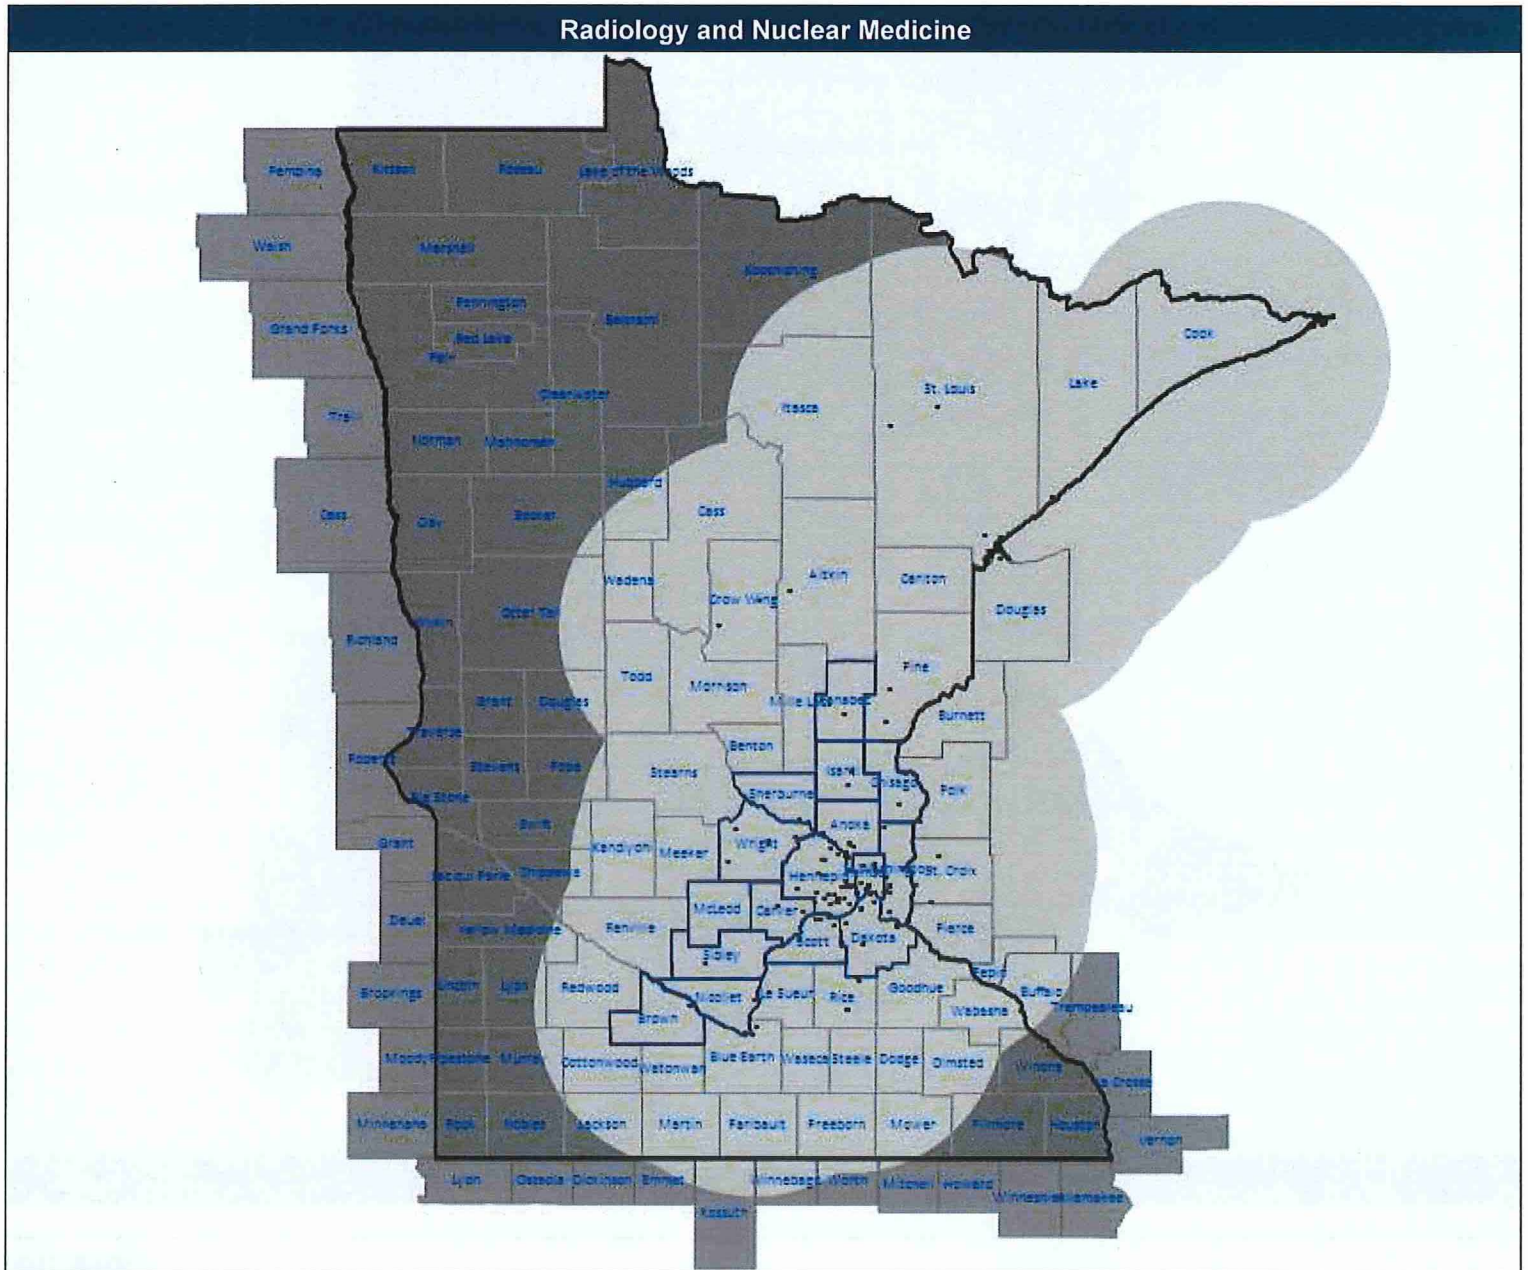 Radiology and Nuclear Medicine
Pembina Kittson Roseau Lake of the Woods
Walsh Marshall Koochiching
Pennington Beltrami
Grand Forks Red Lake Cook
Polk
Clearwater St. Louis Lake
Traill Itasca
Norman Mahnomen
Hubbard
Cass Clay Becker Cass
Wadena Aitkin Carlton
Crow Wing Douglas
Richland Wilkin Otter Tail
Todd Morrison Pine
Grant Douglas Mille Lacs Kanabec Burnett
Traverse
Roberts Stevens Pope Stearns Benton Isanti Chisago Polk
Big Stone Sherburne
Swift Anoka
Grant Kandiyohi Meeker Wright
Lac qui Parle Chippewa Hennepin St. Croix
McLeod Carver
Deuel Yellow Medicine Renville Scott Dakota Pierce
Sibley
Brookings Lincoln Lyon Redwood Nicollet Le Sueur Rice Goodhue Pepin Buffalo
Brown Wabasha Trempealeau
Moody Pipestone Murray Cottonwood Watonwan Blue Earth Waseca Steele Dodge Olmsted Winona
La Crosse
Minnehaha Rock Nobles Jackson Martin Faribault Freeborn Mower Fillmore Houston Vernon
Lyon Osceola Dickinson Emmet Winnebago Worth Mitchell Howard Winneshiek Allamakee
Kossuth